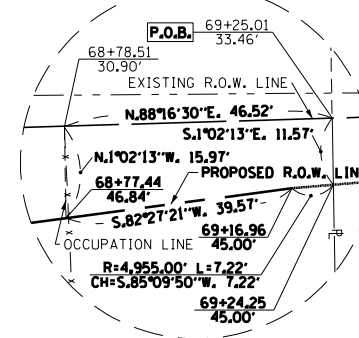 P.O.B.
69+25.01
33.46'
68+78.51
30.90'
EXISTING R.O.W. LINE
N.88°16'30"E. 46.52'
S.1°02'13"E. 11.57'
N.1°02'13"W. 15.97'
PROPOSED R.O.W. LIN
68+77.44
46.84'
S.82°27'21"W. 39.57'
OCCUPATION LINE
69+16.96
45.00'
R=4,955.00' L=7.22'
CH=S.85°09'50"W. 7.22'
69+24.25
45.00'